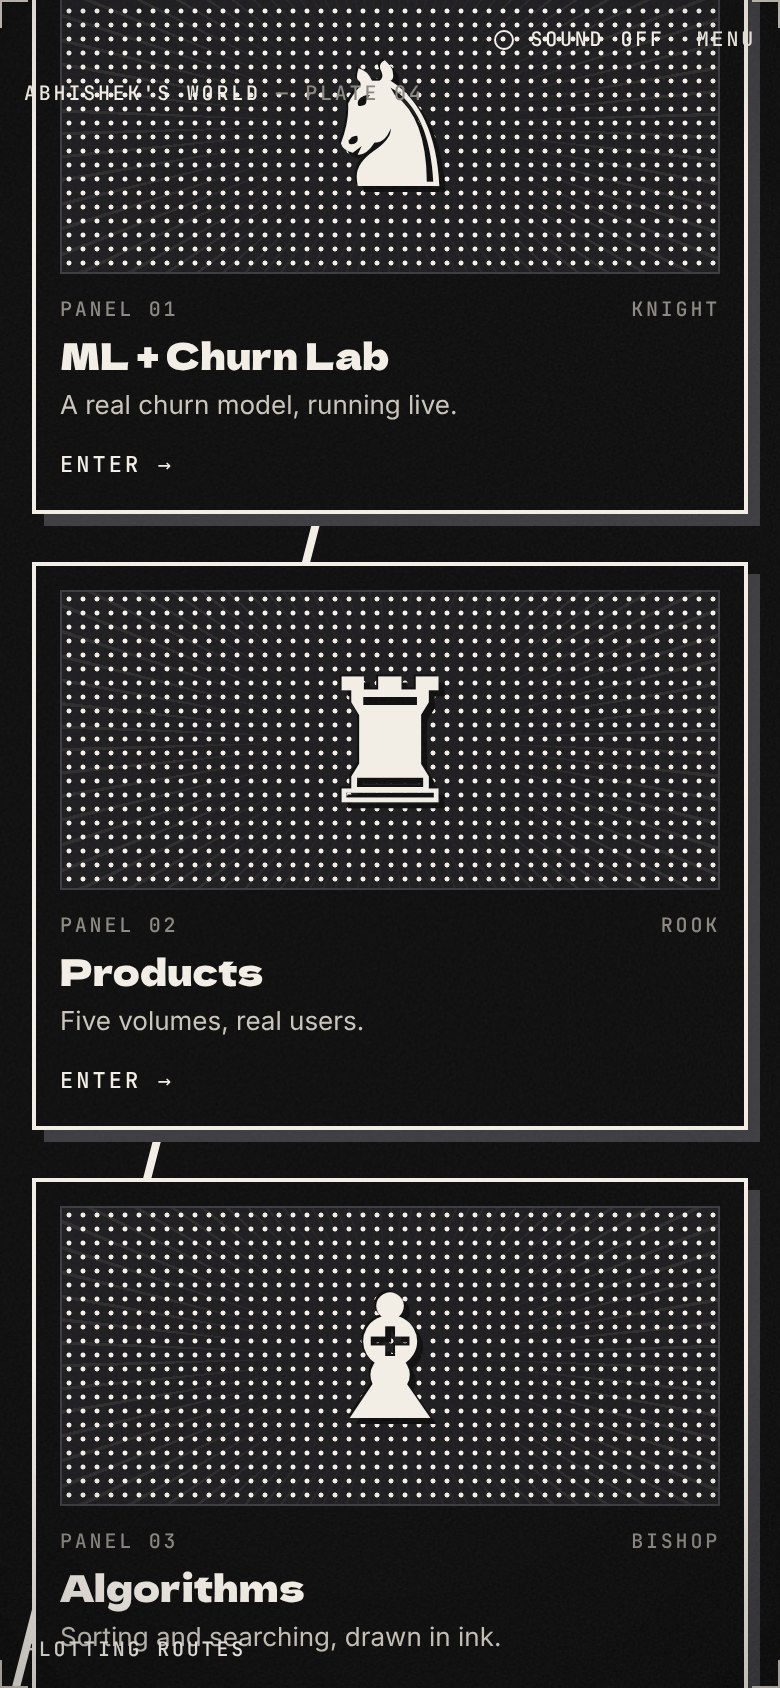 SOUND OFF MENU
ABHISHEK'S WORLD — PLATE 04
PANEL 01 KNIGHT
ML + Churn Lab
A real churn model, running live.
ENTER →
PANEL 02 ROOK
Products
Five volumes, real users.
ENTER →
PANEL 03 BISHOP
Algorithms
Sorting and searching, drawn in ink.
PLOTTING ROUTES